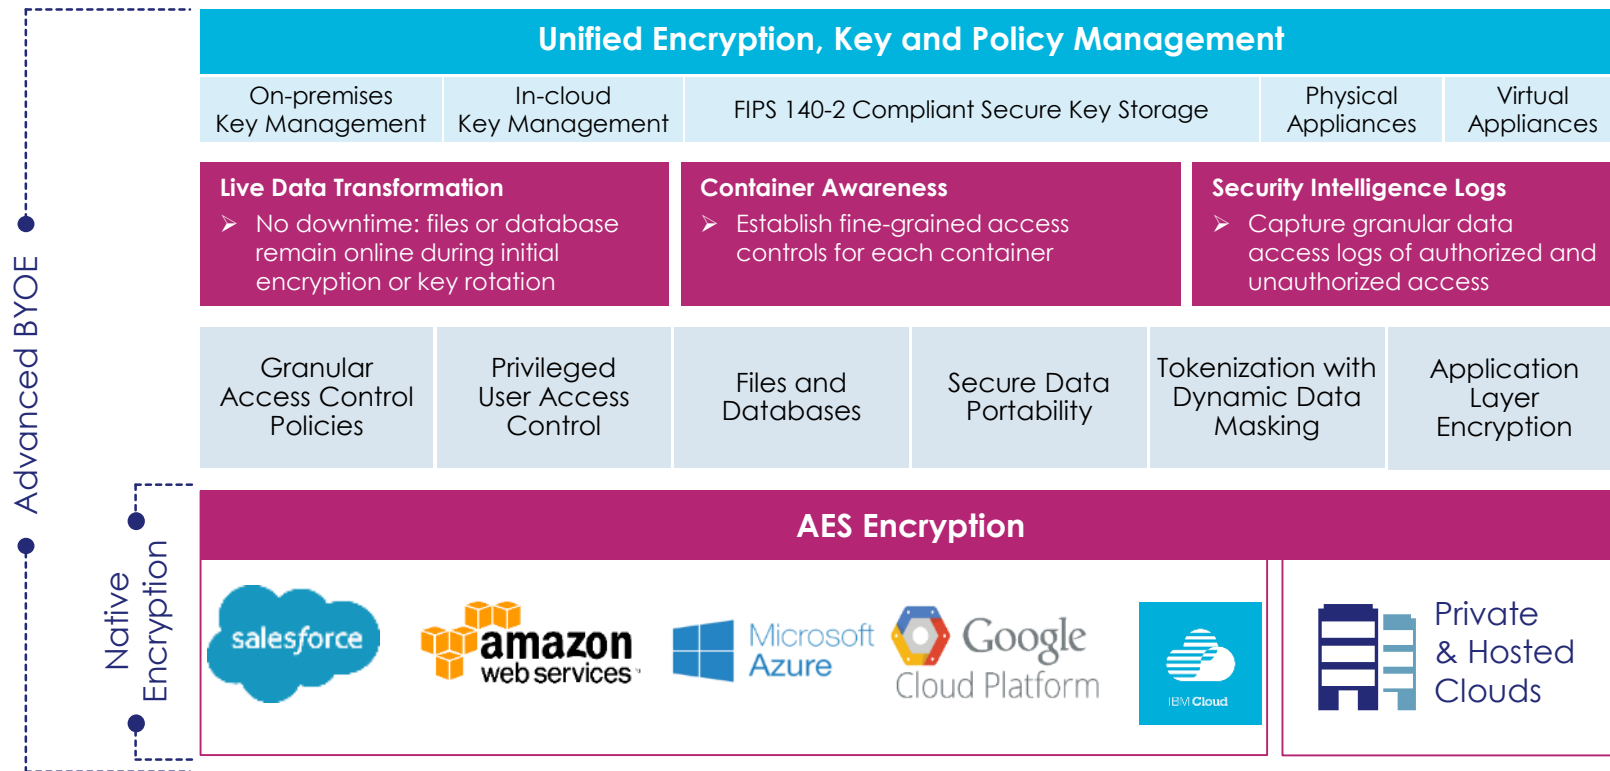 Unified Encryption, Key and Policy Management
On-premises
Key Management
In-cloud
Key Management
FIPS 140-2 Compliant Secure Key Storage
Physical
Appliances
Virtual
Appliances
Live Data Transformation
➢ No downtime: files or database
remain online during initial
encryption or key rotation
Container Awareness
➢ Establish fine-grained access
controls for each container
Security Intelligence Logs
➢ Capture granular data
access logs of authorized and
unauthorized access
Advanced BYOE
Granular
Access Control
Policies
Privileged
User Access
Control
Files and
Databases
Secure Data
Portability
Tokenization with
Dynamic Data
Masking
Application
Layer
Encryption
Native
Encryption
AES Encryption
salesforce
amazon
web services™
Microsoft
Azure
Google
Cloud Platform
IBM Cloud
Private
& Hosted
Clouds